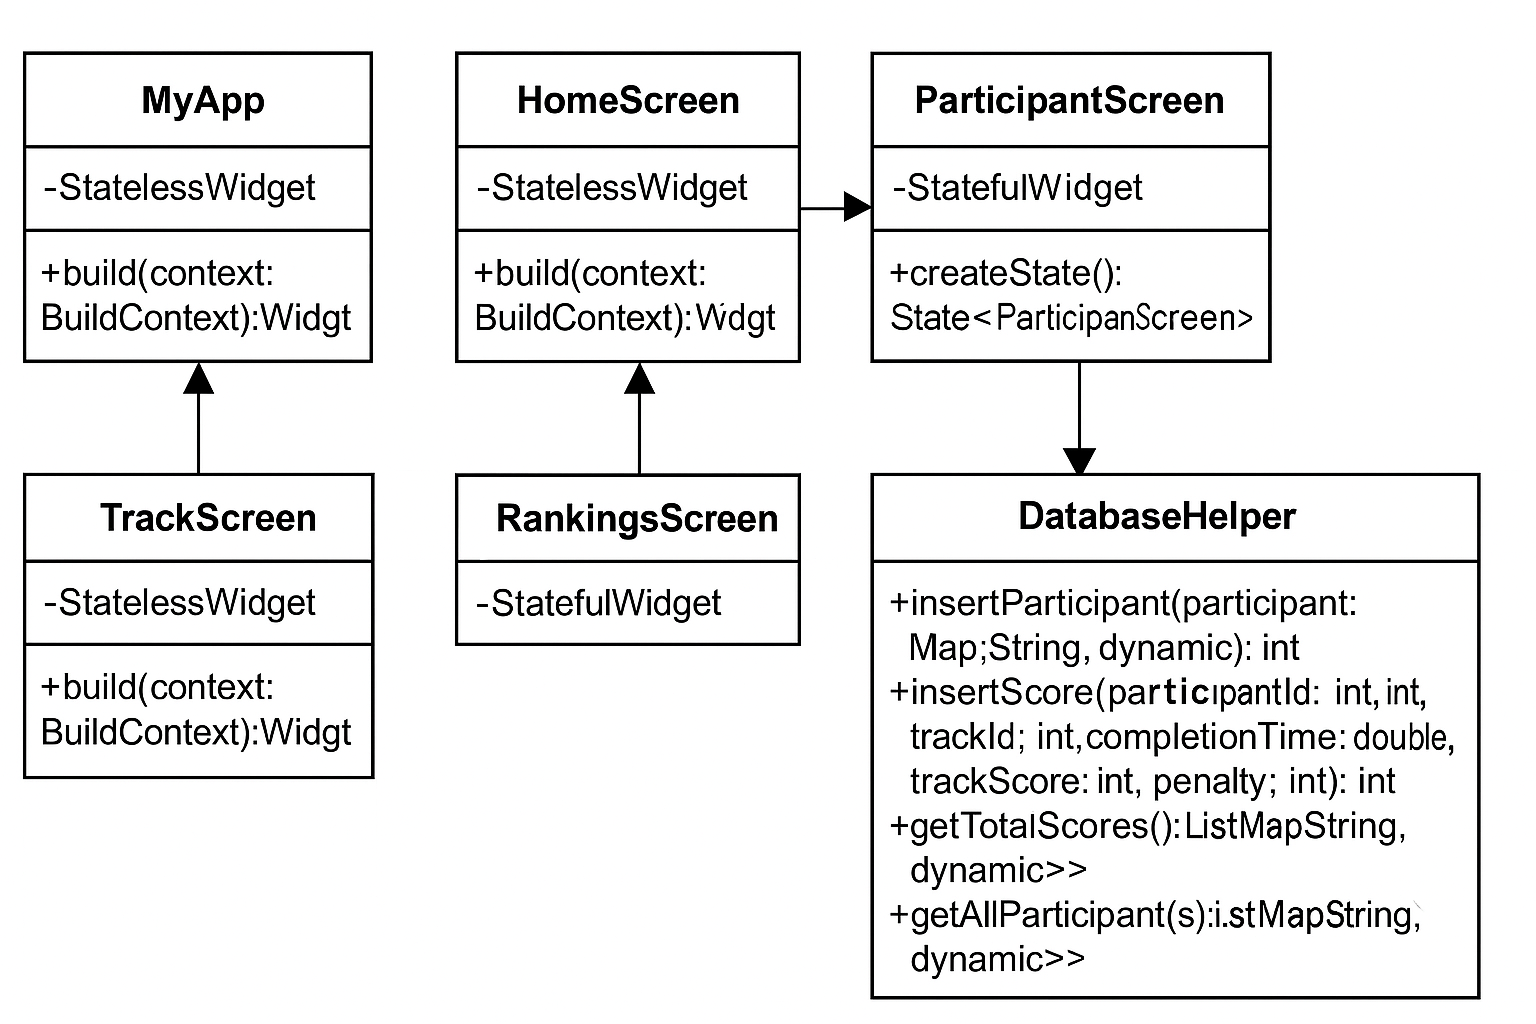 MyApp
-StatelessWidget
+build(context:
BuildContext):Widgt
HomeScreen
-StatelessWidget
+build(context:
BuildContext):Wdgt
ParticipantScreen
-StatefulWidget
+createState():
State<ParticipanScreen>
TrackScreen
-StatelessWidget
+build(context:
BuildContext):Widgt
RankingsScreen
-StatefulWidget
DatabaseHelper
+insertParticipant(participant:
Map;String, dynamic): int
+insertScore(participantId: int, int,
trackId; int,completionTime: double,
trackScore: int, penalty; int): int
+getTotalScores():ListMapString,
dynamic>>
+getAllParticipant(s):i.stMapString,
dynamic>>